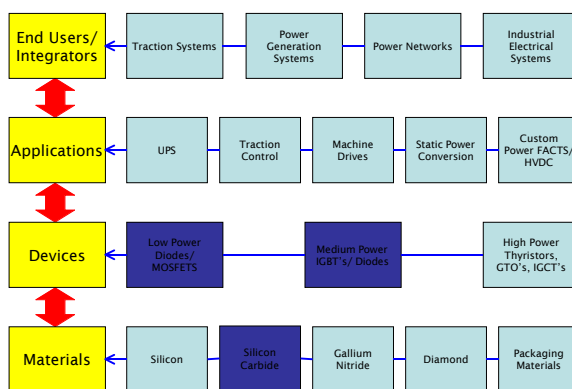 End Users/
Integrators
Traction Systems
Power
Generation
Systems
Power Networks
Industrial
Electrical
Systems
Applications
UPS
Traction
Control
Machine
Drives
Static Power
Conversion
Custom
Power FACTS/
HVDC
Devices
Low Power
Diodes/
MOSFETS
Medium Power
IGBT's/ Diodes
High Power
Thyristors,
GTO's, IGCT's
Materials
Silicon
Silicon
Carbide
Gallium
Nitride
Diamond
Packaging
Materials